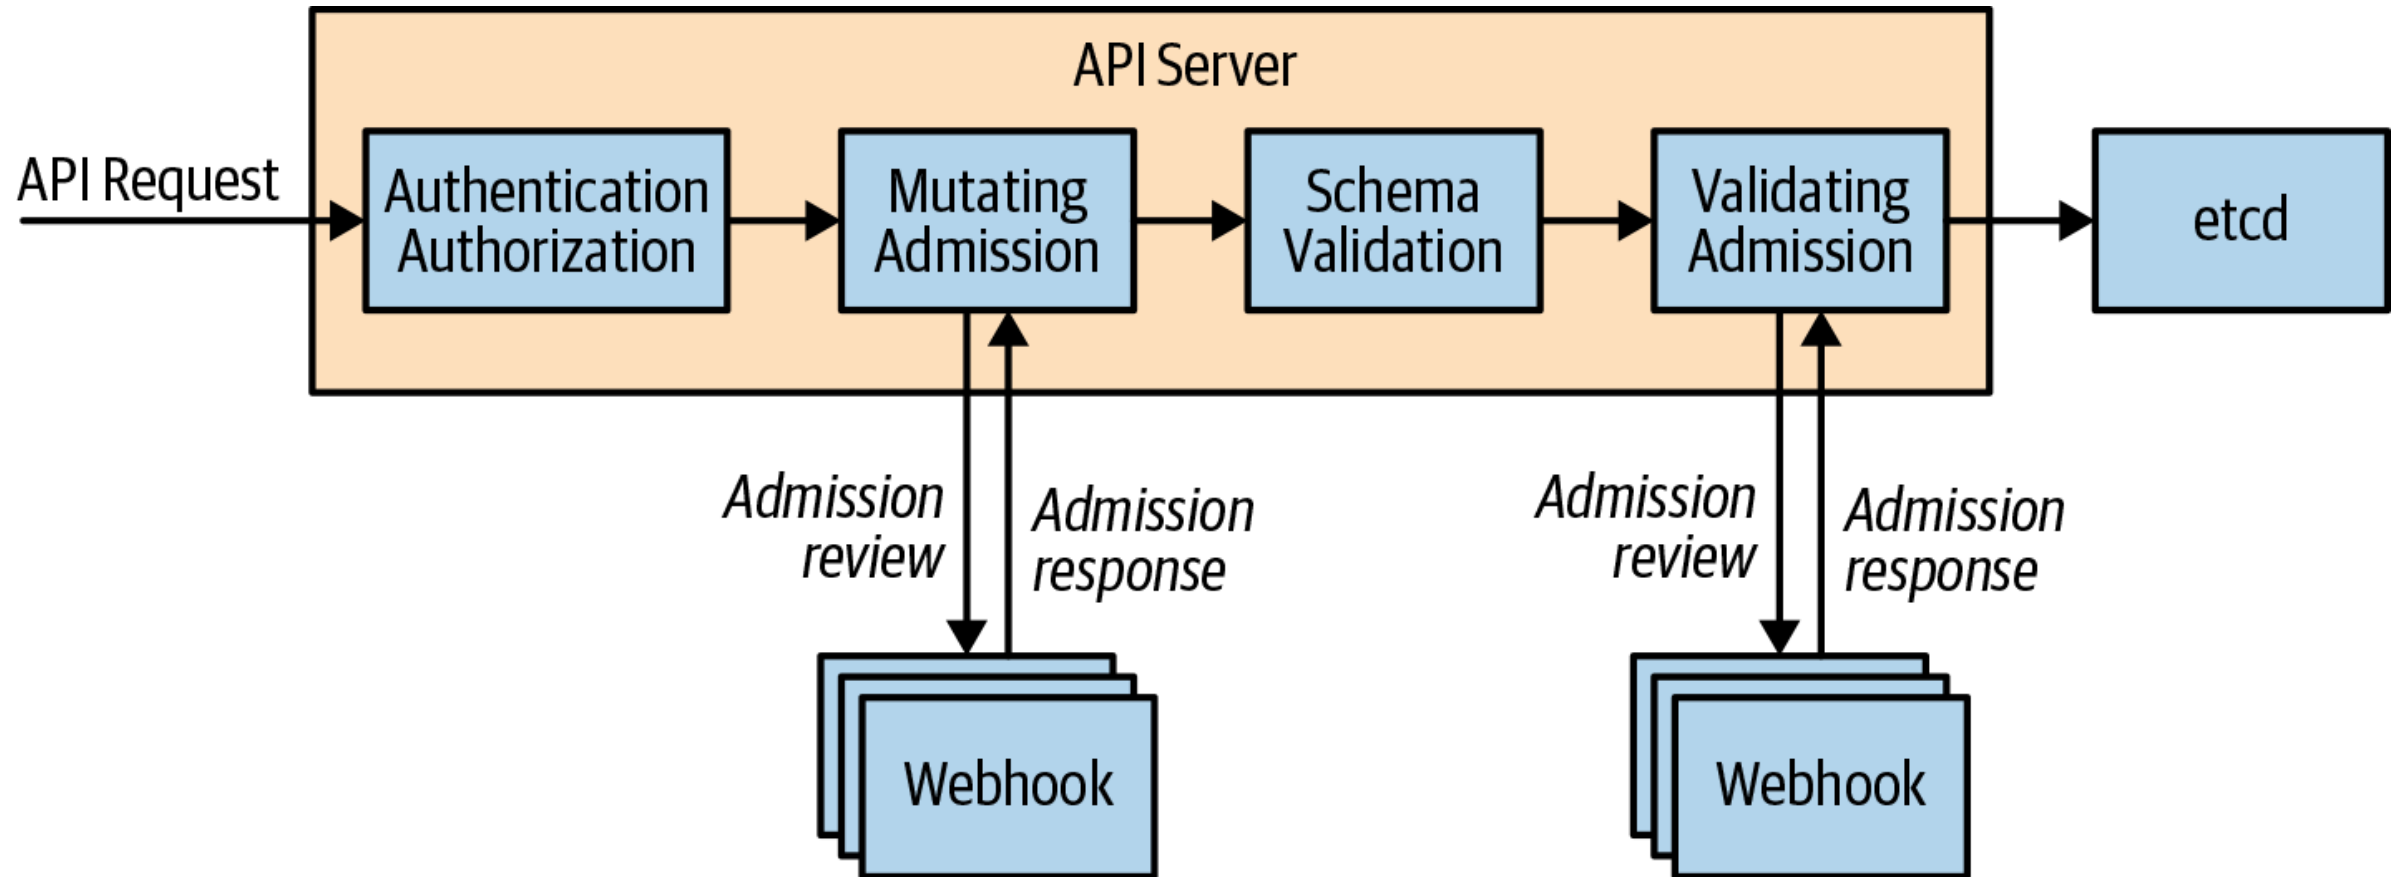 API Server
API Request
Authentication
Authorization
Mutating
Admission
Schema
Validation
Validating
Admission
etcd
Admission
review
Admission
response
Admission
review
Admission
response
Webhook
Webhook